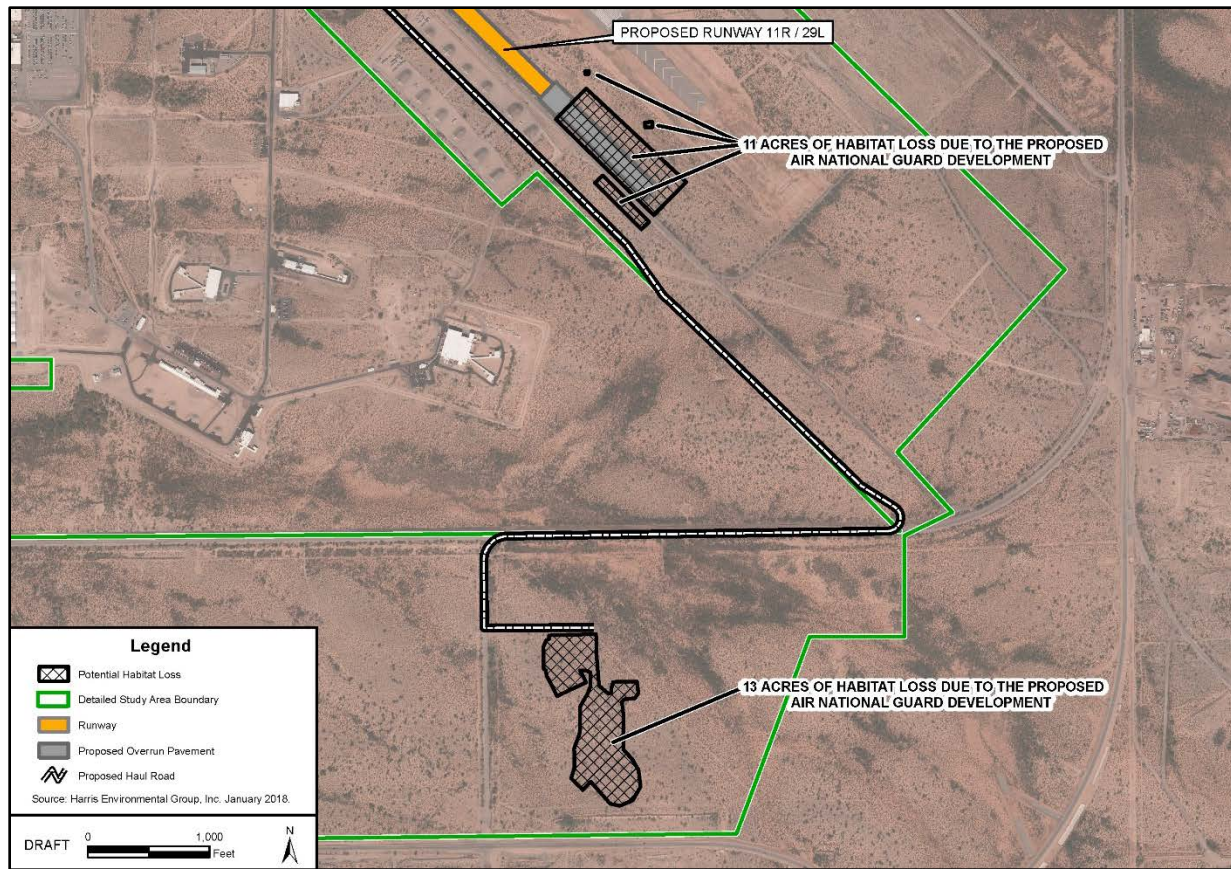 PROPOSED RUNWAY 11R / 29L
11 ACRES OF HABITAT LOSS DUE TO THE PROPOSED
AIR NATIONAL GUARD DEVELOPMENT
13 ACRES OF HABITAT LOSS DUE TO THE PROPOSED
AIR NATIONAL GUARD DEVELOPMENT
Legend
Potential Habitat Loss
Detailed Study Area Boundary
Runway
Proposed Overrun Pavement
Proposed Haul Road
Source: Harris Environmental Group, Inc. January 2018.
DRAFT
0 1,000
Feet
N